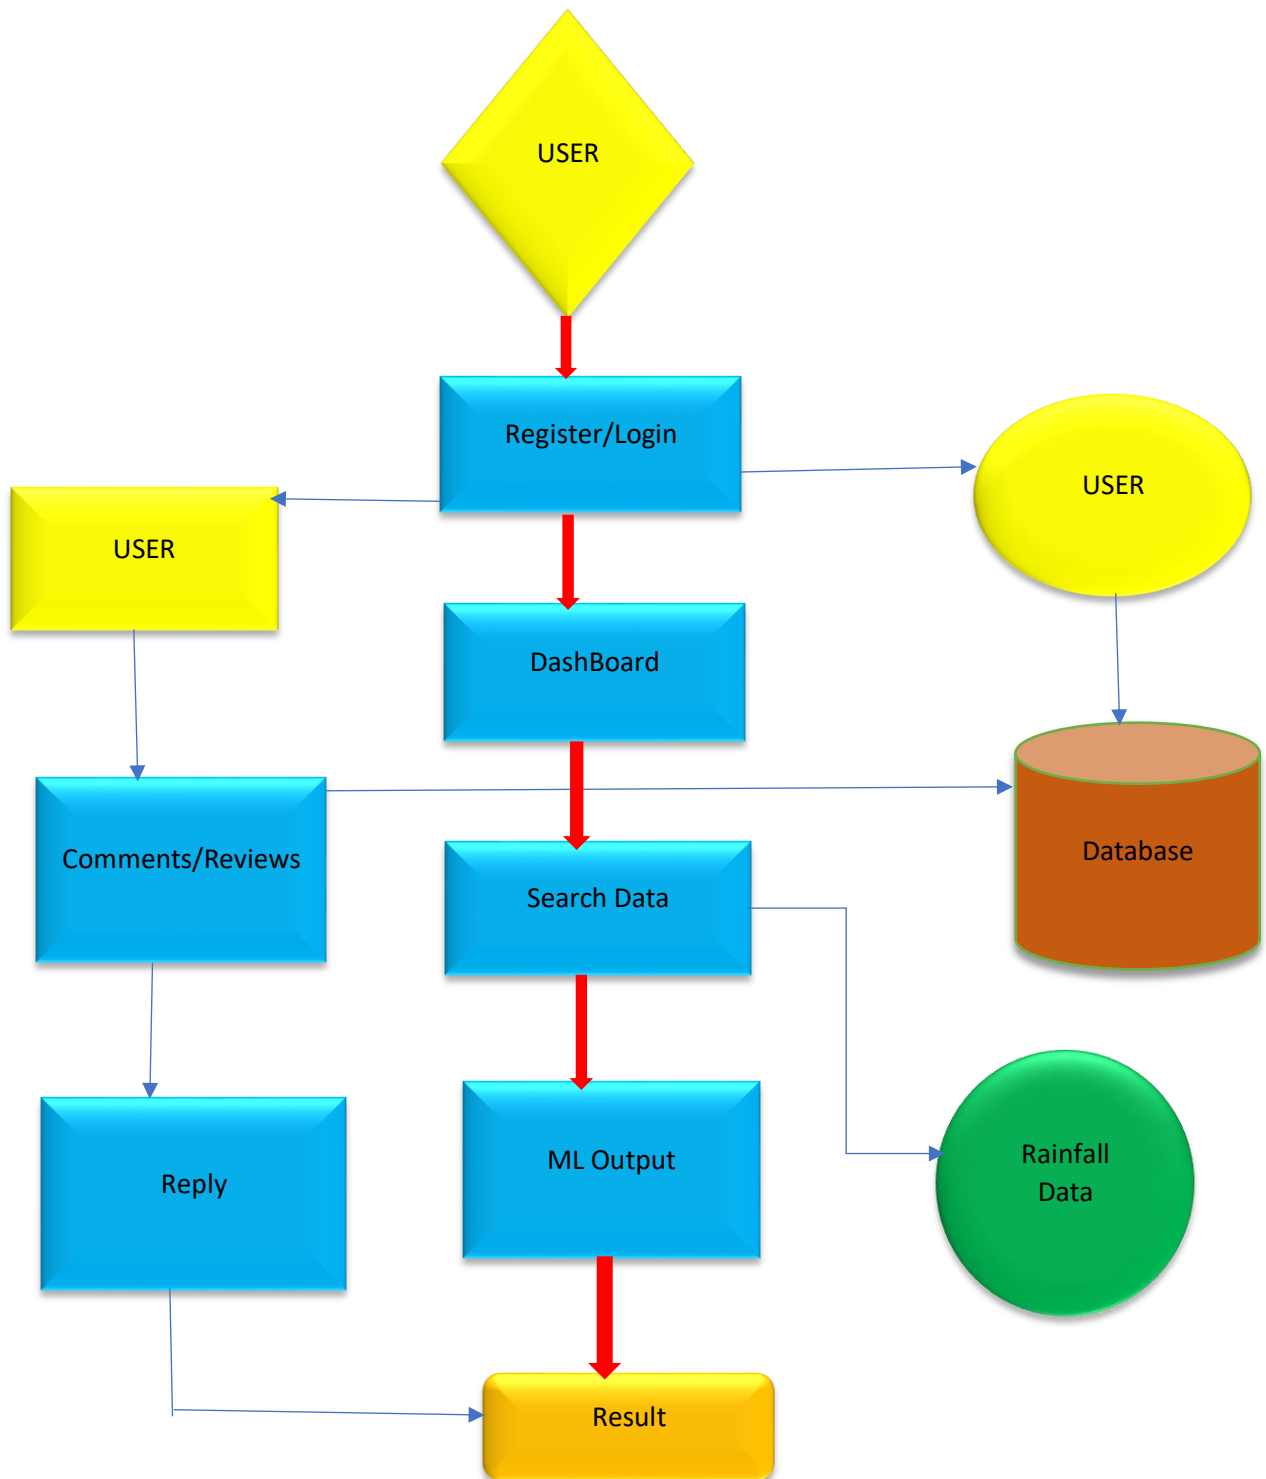 USER
Register/Login
USER
USER
DashBoard
Comments/Reviews
Database
Search Data
Rainfall
Data
ML Output
Reply
Result